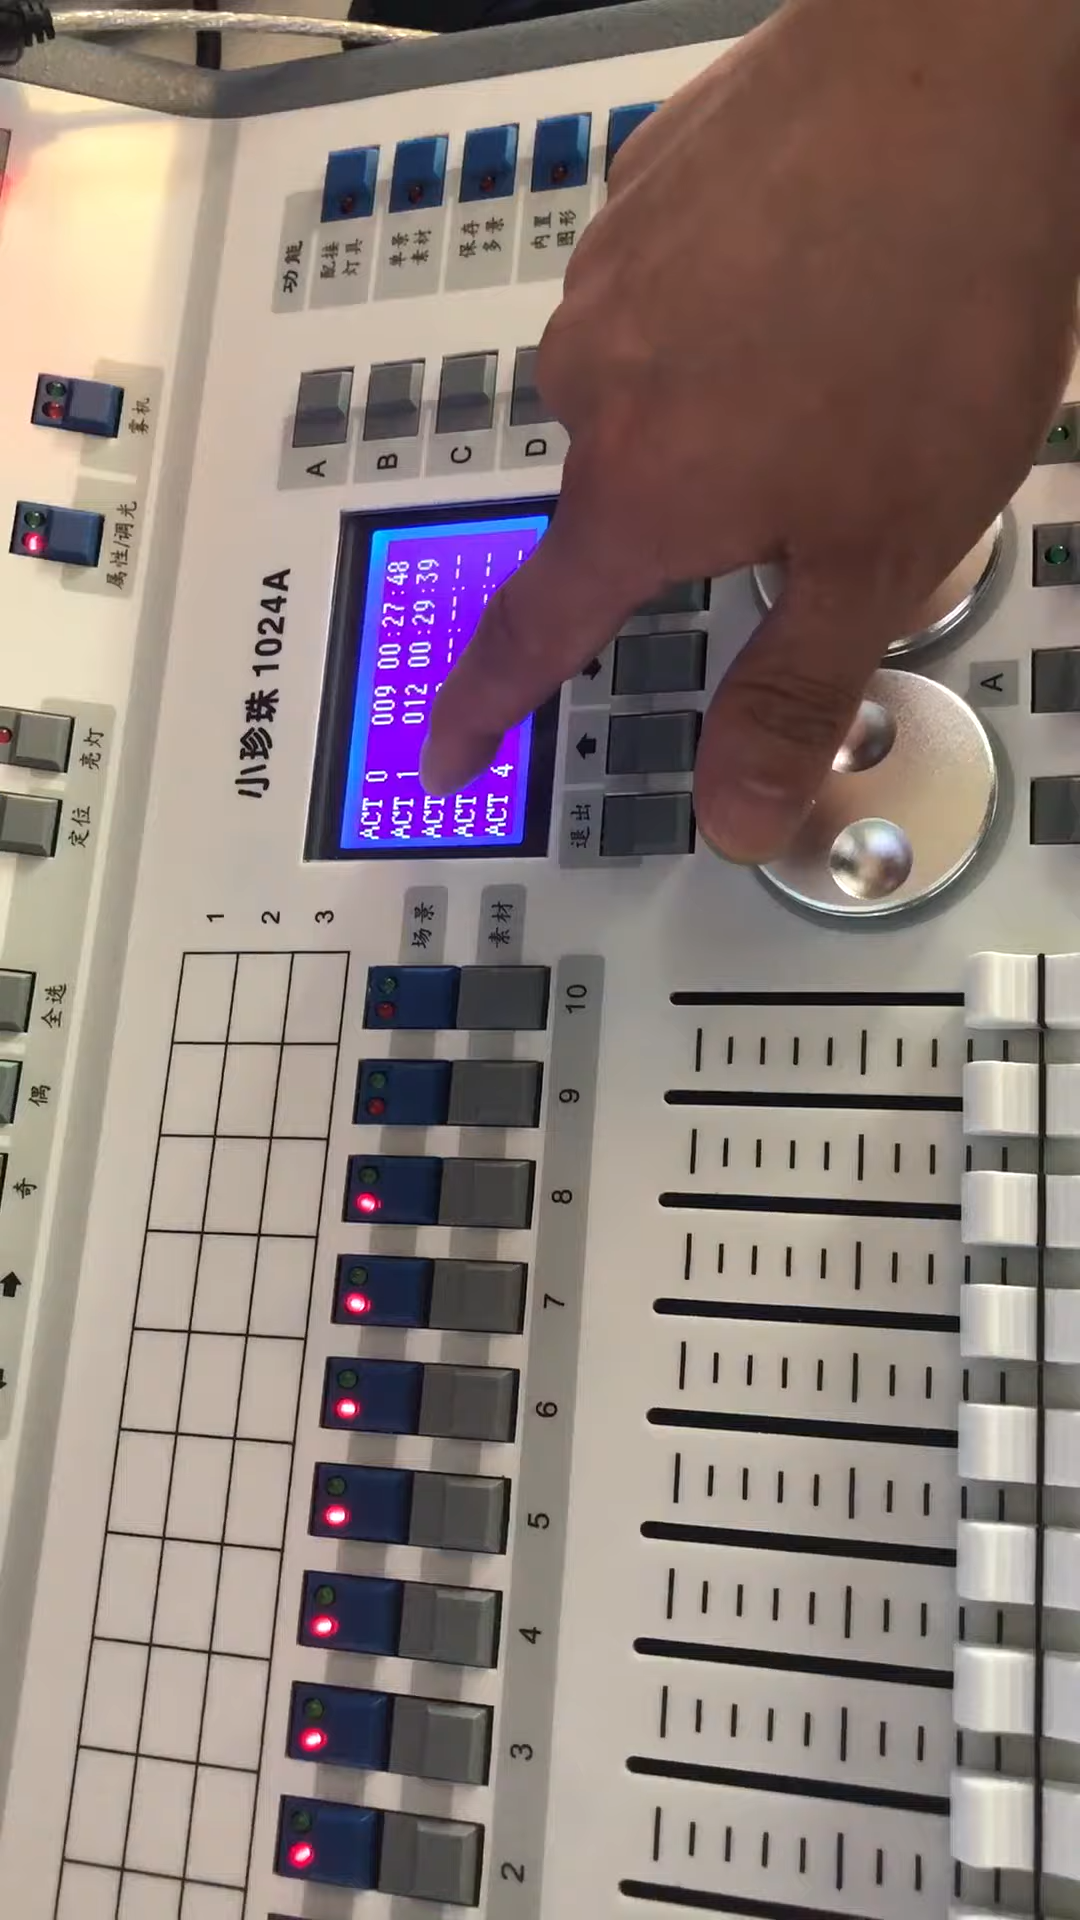 功能
配接
灯具
单景
素材
保存
多景
内置
图形
A
B
C
D
雾机
属性/调光
小珍珠 1024A
ACT 0 009 00:27:48
ACT 1 012 00:29:39
ACT --:--:--
ACT
ACT 4
退出
A
亮灯
定位
全选
偶
奇
1
2
3
场景
素材
10
9
8
7
6
5
4
3
2